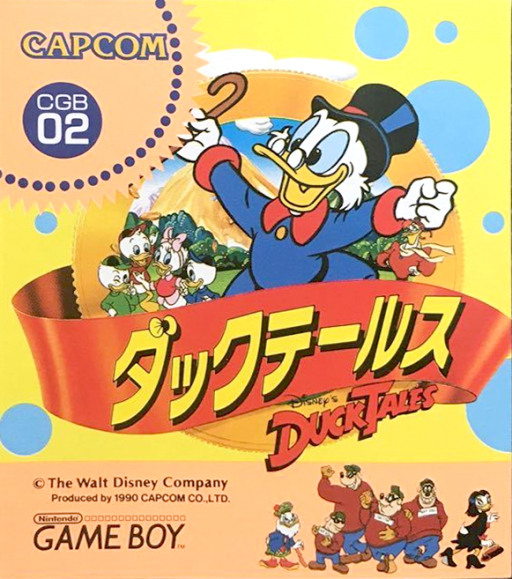 CAPCOM
CGB
02
ダックテールス
DISNEY'S
DUCKTALES
© The Walt Disney Company
Produced by 1990 CAPCOM CO.,LTD.
Nintendo
GAME BOY™